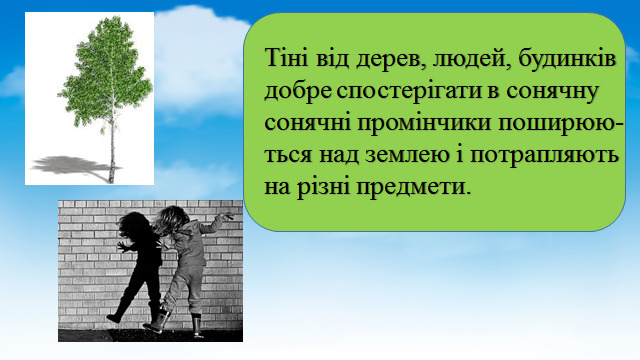 Тіні від дерев, людей, будинків
добре спостерігати в сонячну
сонячні промінчики поширюю-
ться над землею і потрапляють
на різні предмети.